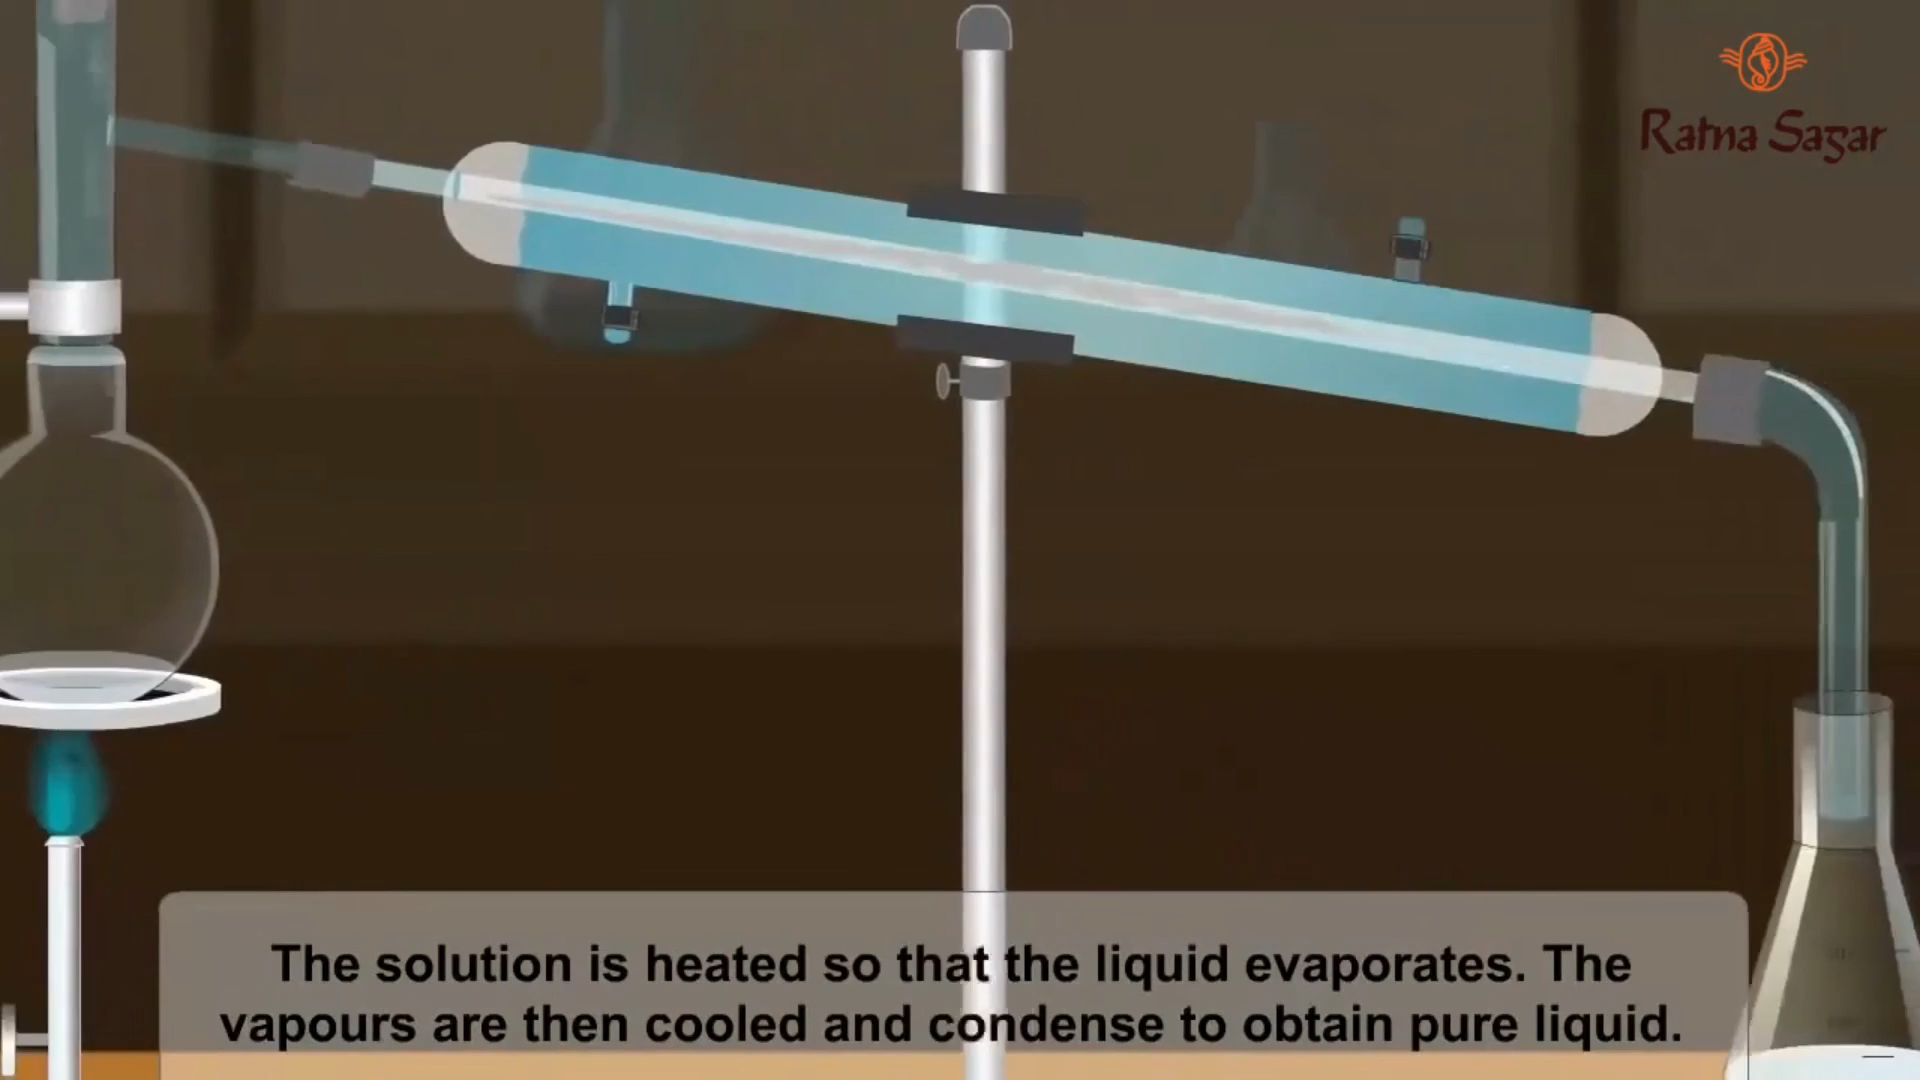 Ratna Sagar
The solution is heated so that the liquid evaporates. The
vapours are then cooled and condense to obtain pure liquid.